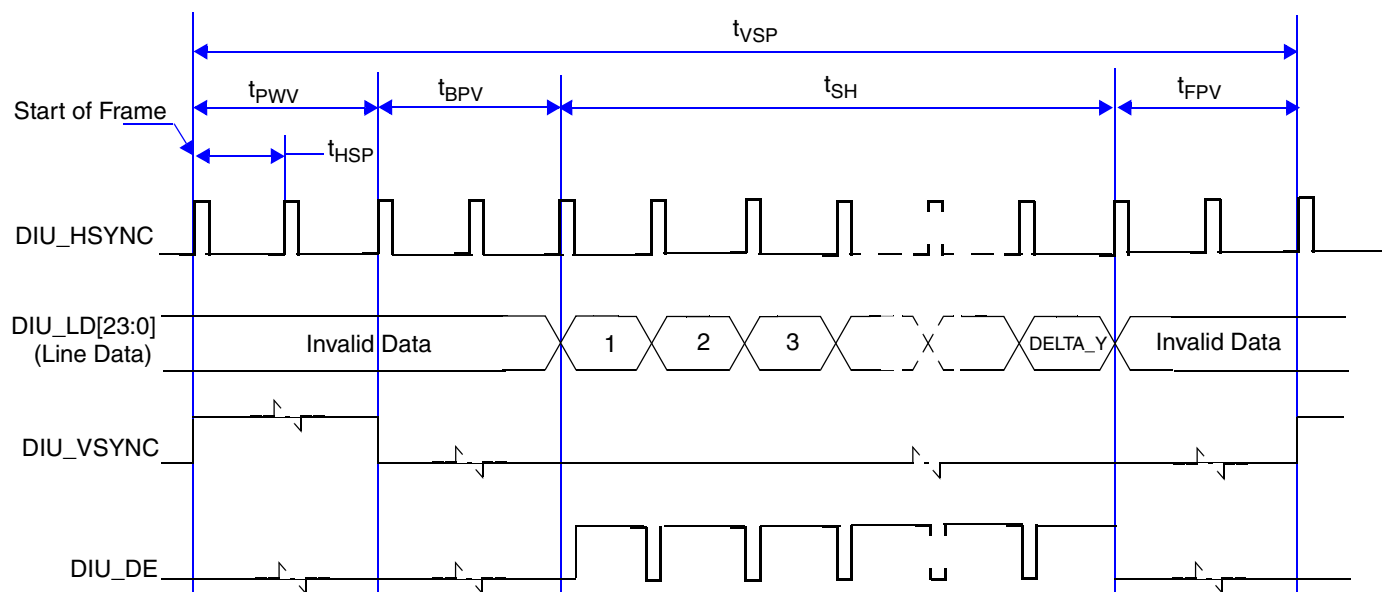 tVSP
tPWV
tBPV
tSH
tFPV
Start of Frame
tHSP
DIU_HSYNC
DIU_LD[23:0]
(Line Data)
Invalid Data
1
2
3
DELTA_Y
Invalid Data
DIU_VSYNC
DIU_DE